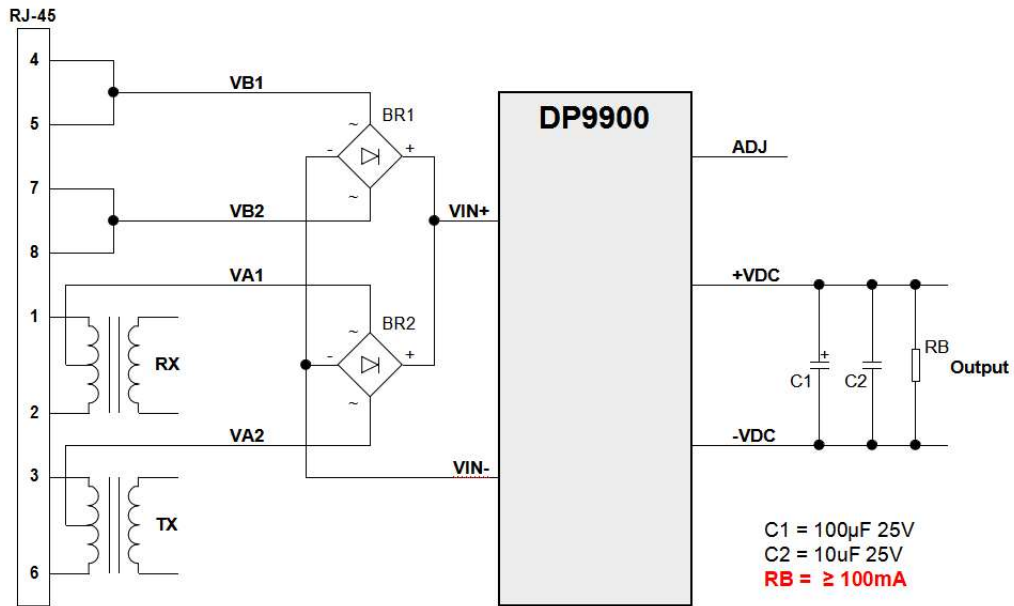 RJ-45
4
VB1
BR1
DP9900
~
5
-
+
ADJ
7
~
VB2
VIN+
8
VA1
+VDC
1
BR2
~
RX
-
+
+
RB
C1
C2
Output
~
2
VA2
-VDC
3
VIN-
TX
C1 = 100µF 25V
C2 = 10uF 25V
6
RB = ≥ 100mA